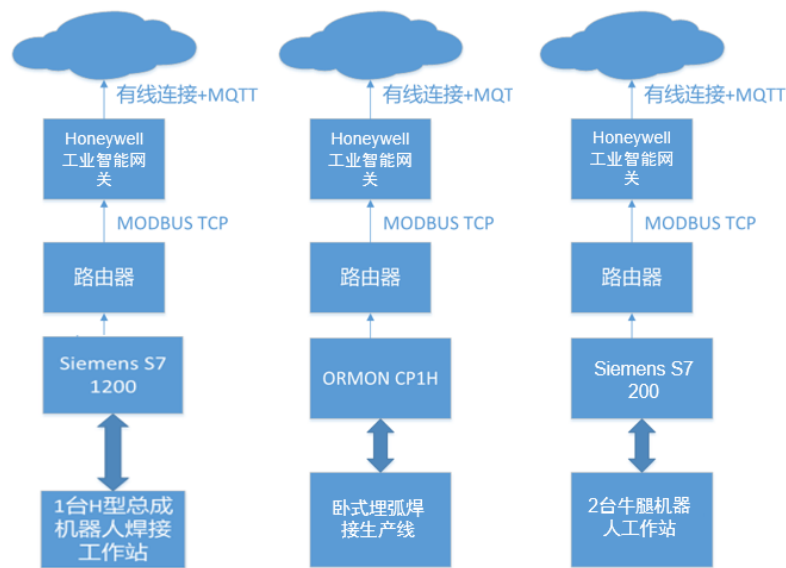 有线连接+MQTT
Honeywell
工业智能网
关
MODBUS TCP
路由器
Siemens S7
1200
1台H型总成
机器人焊接
工作站
有线连接+MQT
Honeywell
工业智能网
关
MODBUS TCP
路由器
ORMON CP1H
卧式埋弧焊
接生产线
有线连接+MQTT
Honeywell
工业智能网
关
MODBUS TCP
路由器
Siemens S7
200
2台牛腿机器
人工作站